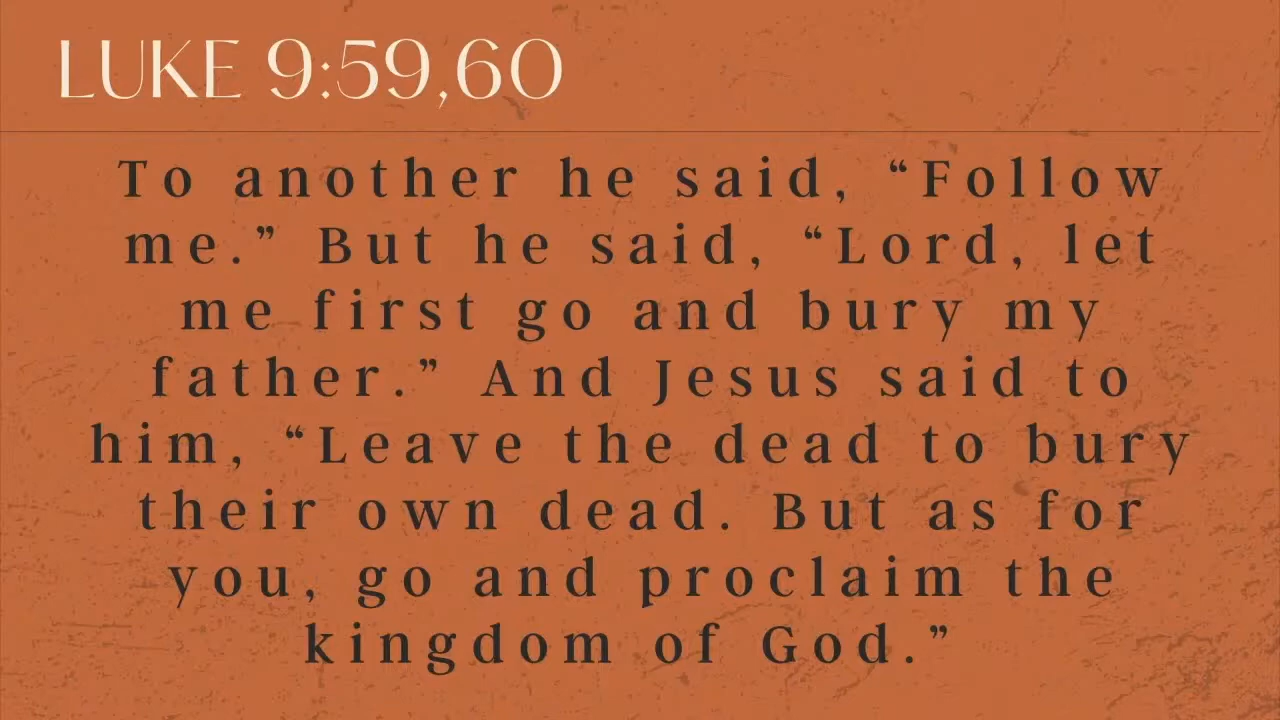 LUKE 9:59,60
To another he said, “Follow
me.” But he said, “Lord, let
me first go and bury my
father.” And Jesus said to
him, “Leave the dead to bury
their own dead. But as for
you, go and proclaim the
kingdom of God.”